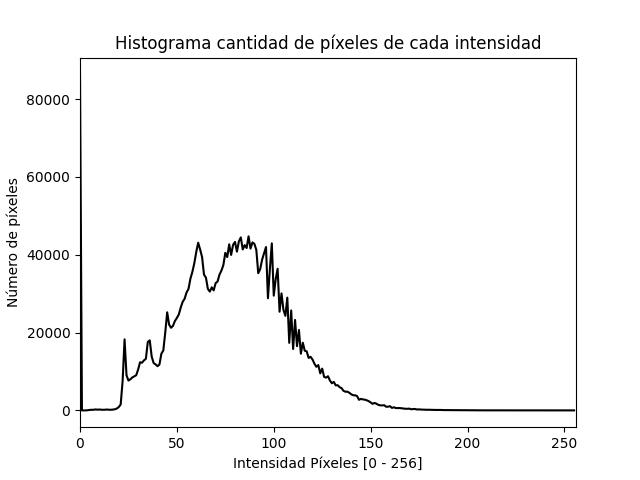 Histograma cantidad de píxeles de cada intensidad
Número de píxeles
80000
60000
40000
20000
0
0 50 100 150 200 250
Intensidad Píxeles [0 - 256]